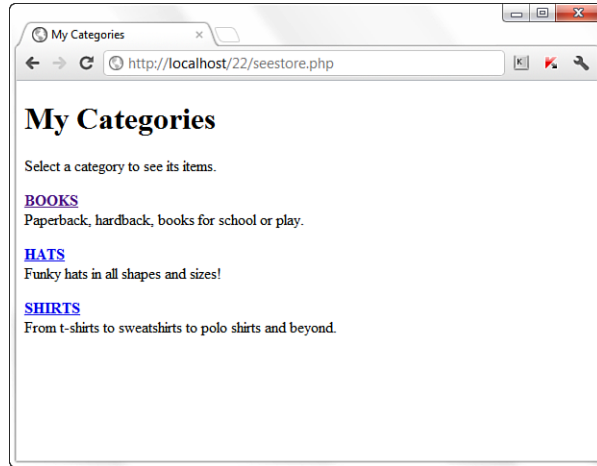 My Categories
http://localhost/22/seestore.php
My Categories
Select a category to see its items.
BOOKS
Paperback, hardback, books for school or play.
HATS
Funky hats in all shapes and sizes!
SHIRTS
From t-shirts to sweatshirts to polo shirts and beyond.